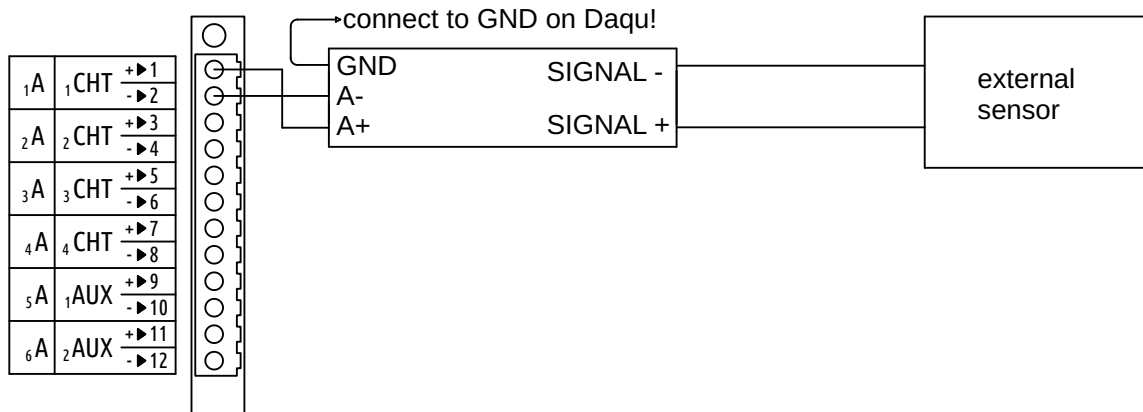 connect to GND on Daqu!
GND SIGNAL -
A-
A+ SIGNAL +
external
sensor
1A 1CHT +▶1
-▶2
2A 2CHT +▶3
-▶4
3A 3CHT +▶5
-▶6
4A 4CHT +▶7
-▶8
5A 1AUX +▶9
-▶10
6A 2AUX +▶11
-▶12